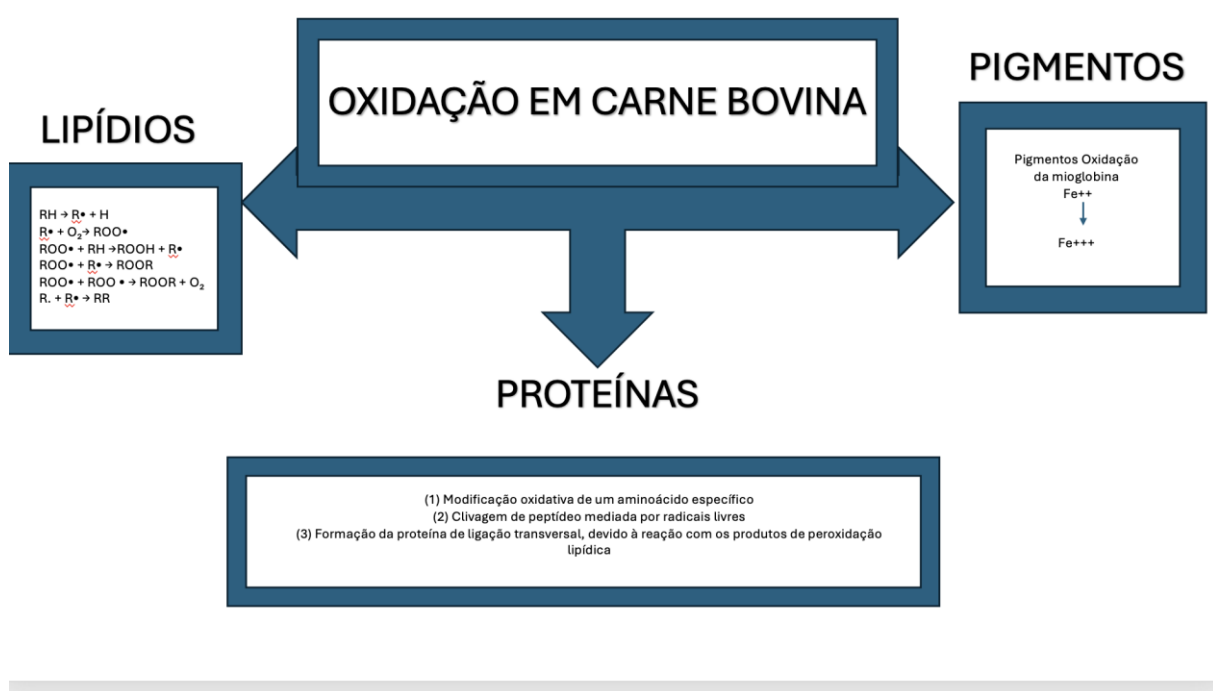 OXIDAÇÃO EM CARNE BOVINA
LIPÍDIOS
RH → R• + H
R• + O₂→ ROO•
ROO• + RH →ROOH + R•
ROO• + R• → ROOR
ROO• + ROO • → ROOR + O₂
R. + R• → RR
PIGMENTOS
Pigmentos Oxidação
da mioglobina
Fe++
Fe+++
PROTEÍNAS
(1) Modificação oxidativa de um aminoácido específico
(2) Clivagem de peptídeo mediada por radicais livres
(3) Formação da proteína de ligação transversal, devido à reação com os produtos de peroxidação
lipídica